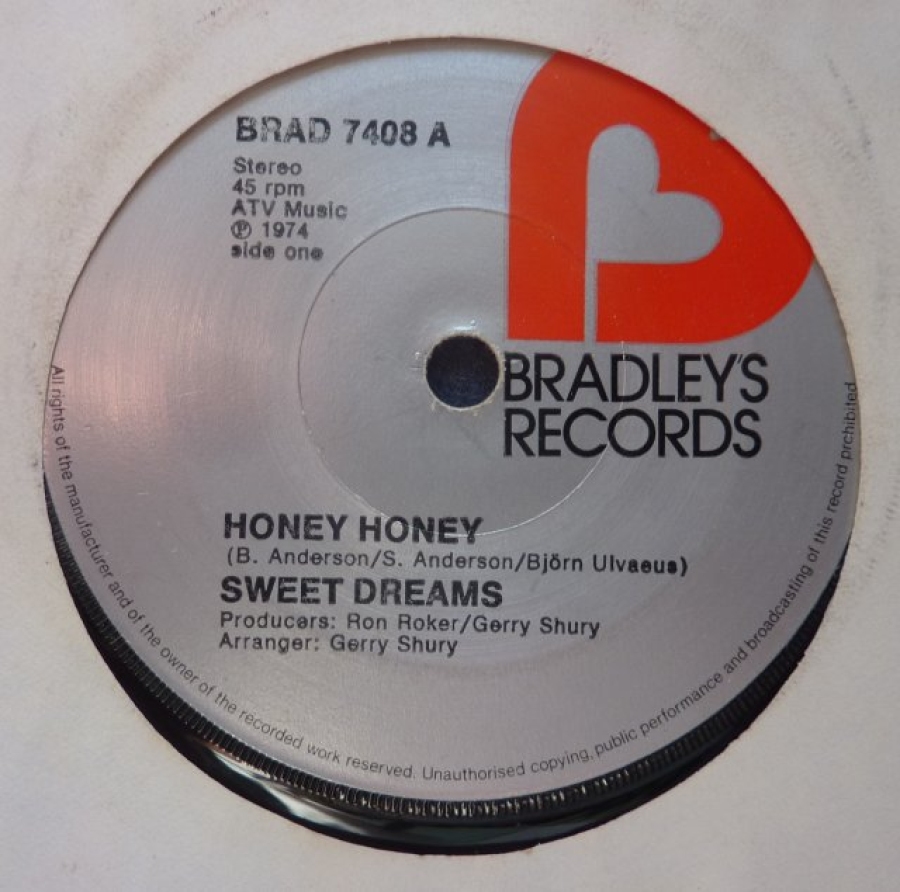 BRAD 7408 A
Stereo
45 rpm
ATV Music
℗ 1974
side one
BRADLEY'S
RECORDS
HONEY HONEY
(B. Anderson/S. Anderson/Björn Ulvaeus)
SWEET DREAMS
Producers: Ron Roker/Gerry Shury
Arranger: Gerry Shury
All rights of the manufacturer and of the owner of the recorded work reserved. Unauthorised copying, public performance and broadcasting of this record prohibited